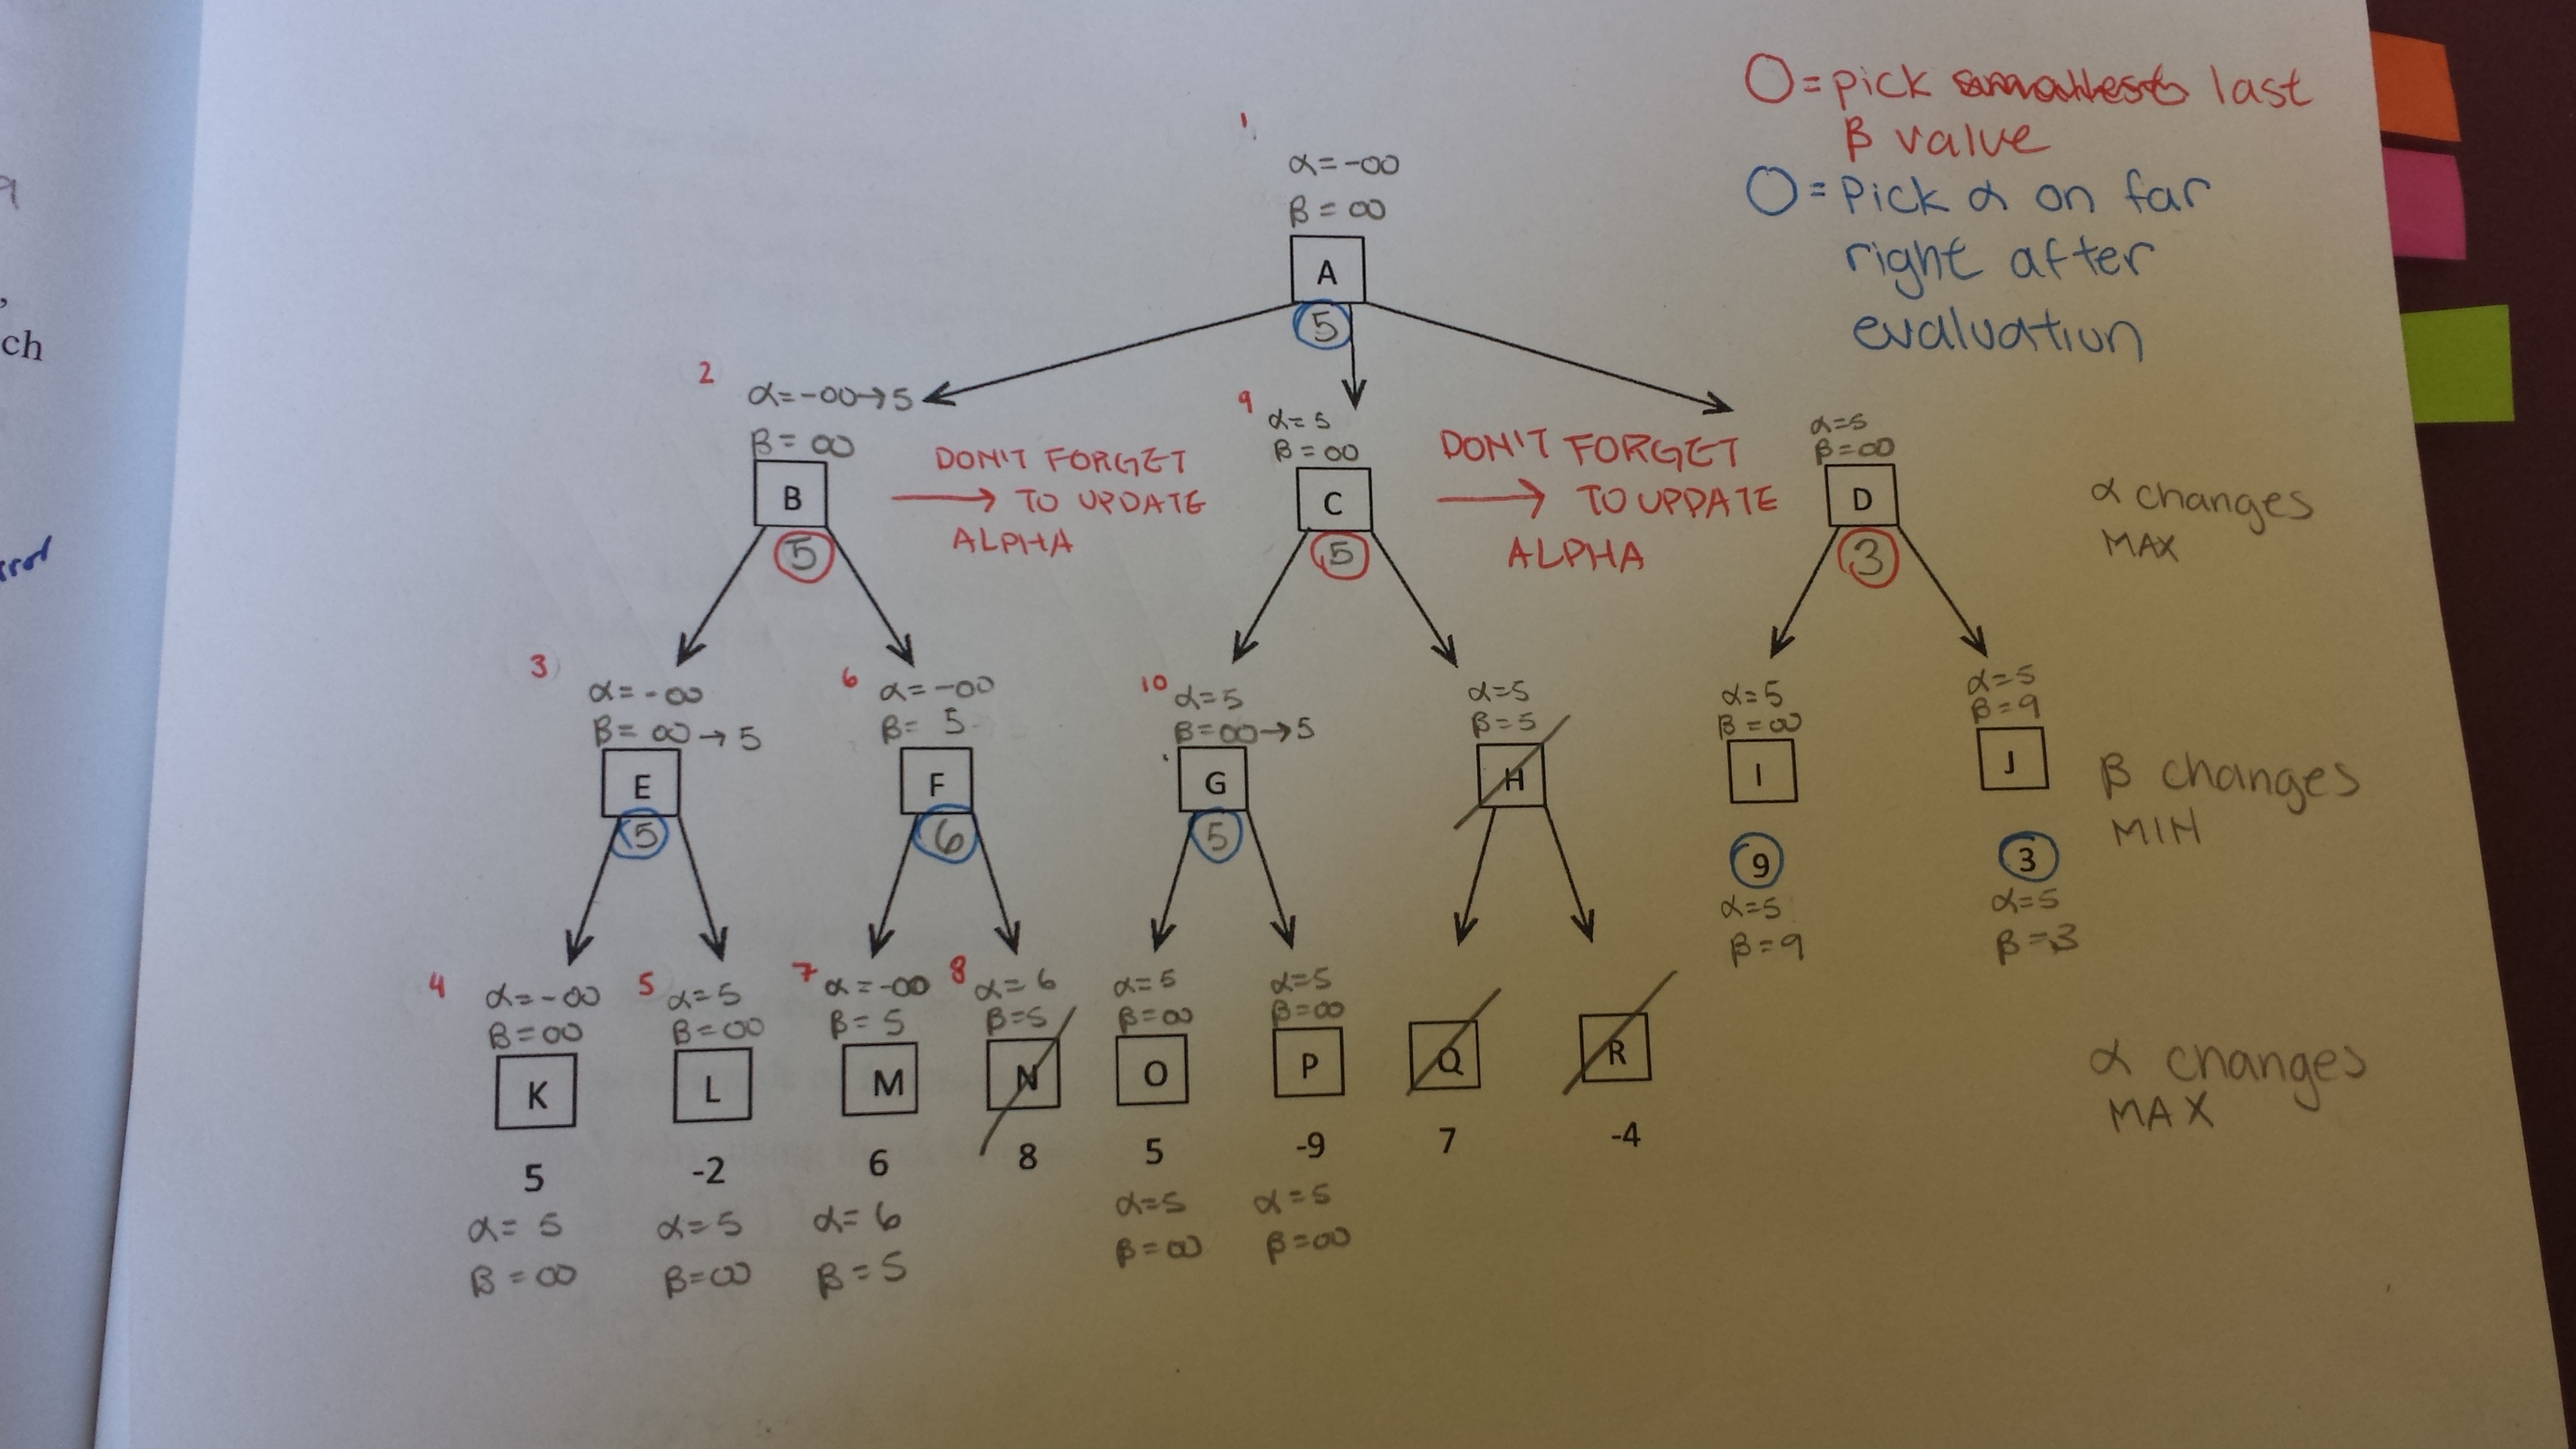 9
,
ch
O = pick smallest last
β value
O = Pick α on far
right after
evaluation
1
α = -∞
β = ∞
A
5
2
α = -∞ → 5
β = ∞
B
5
DON'T FORGET
→ TO UPDATE
ALPHA
9
α = 5
β = ∞
C
5
DON'T FORGET
→ TO UPDATE
ALPHA
α = 5
β = ∞
D
3
α changes
MAX
3
α = -∞
β = ∞ → 5
E
5
6
α = -∞
β = 5
F
6
10
α = 5
β = ∞ → 5
G
5
α = 5
β = 5
H
α = 5
β = ∞
I
9
α = 5
β = 9
α = 5
β = 9
J
3
α = 5
β = 3
β changes
MIN
4
α = -∞
β = ∞
K
5
α = 5
β = ∞
5
α = 5
β = ∞
L
-2
α = 5
β = ∞
7
α = -∞
β = 5
M
6
α = 6
β = 5
8
α = 6
β = 5
N
8
α = 5
β = ∞
O
5
α = 5
β = ∞
α = 5
β = ∞
P
-9
α = 5
β = ∞
Q
7
R
-4
α changes
MAX